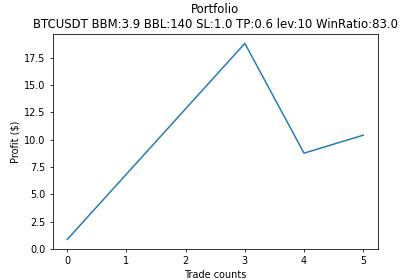 Portfolio
BTCUSDT BBM:3.9 BBL:140 SL:1.0 TP:0.6 lev:10 WinRatio:83.0
17.5
15.0
12.5
10.0
7.5
5.0
2.5
0.0
Profit ($)
0 1 2 3 4 5
Trade counts